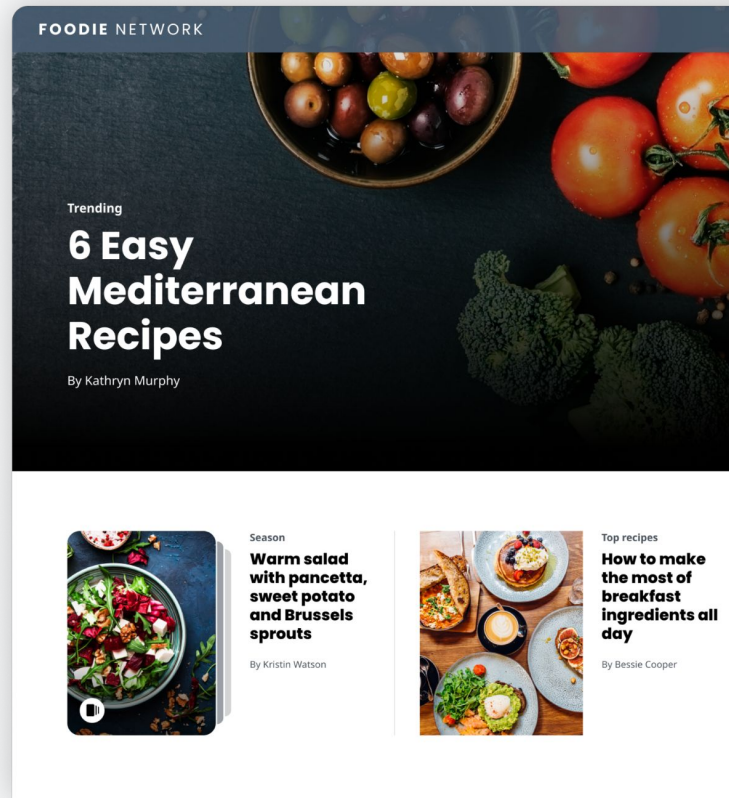 FOODIE NETWORK
Trending
6 Easy
Mediterranean
Recipes
By Kathryn Murphy
Season
Warm salad
with pancetta,
sweet potato
and Brussels
sprouts
By Kristin Watson
Top recipes
How to make
the most of
breakfast
ingredients all
day
By Bessie Cooper